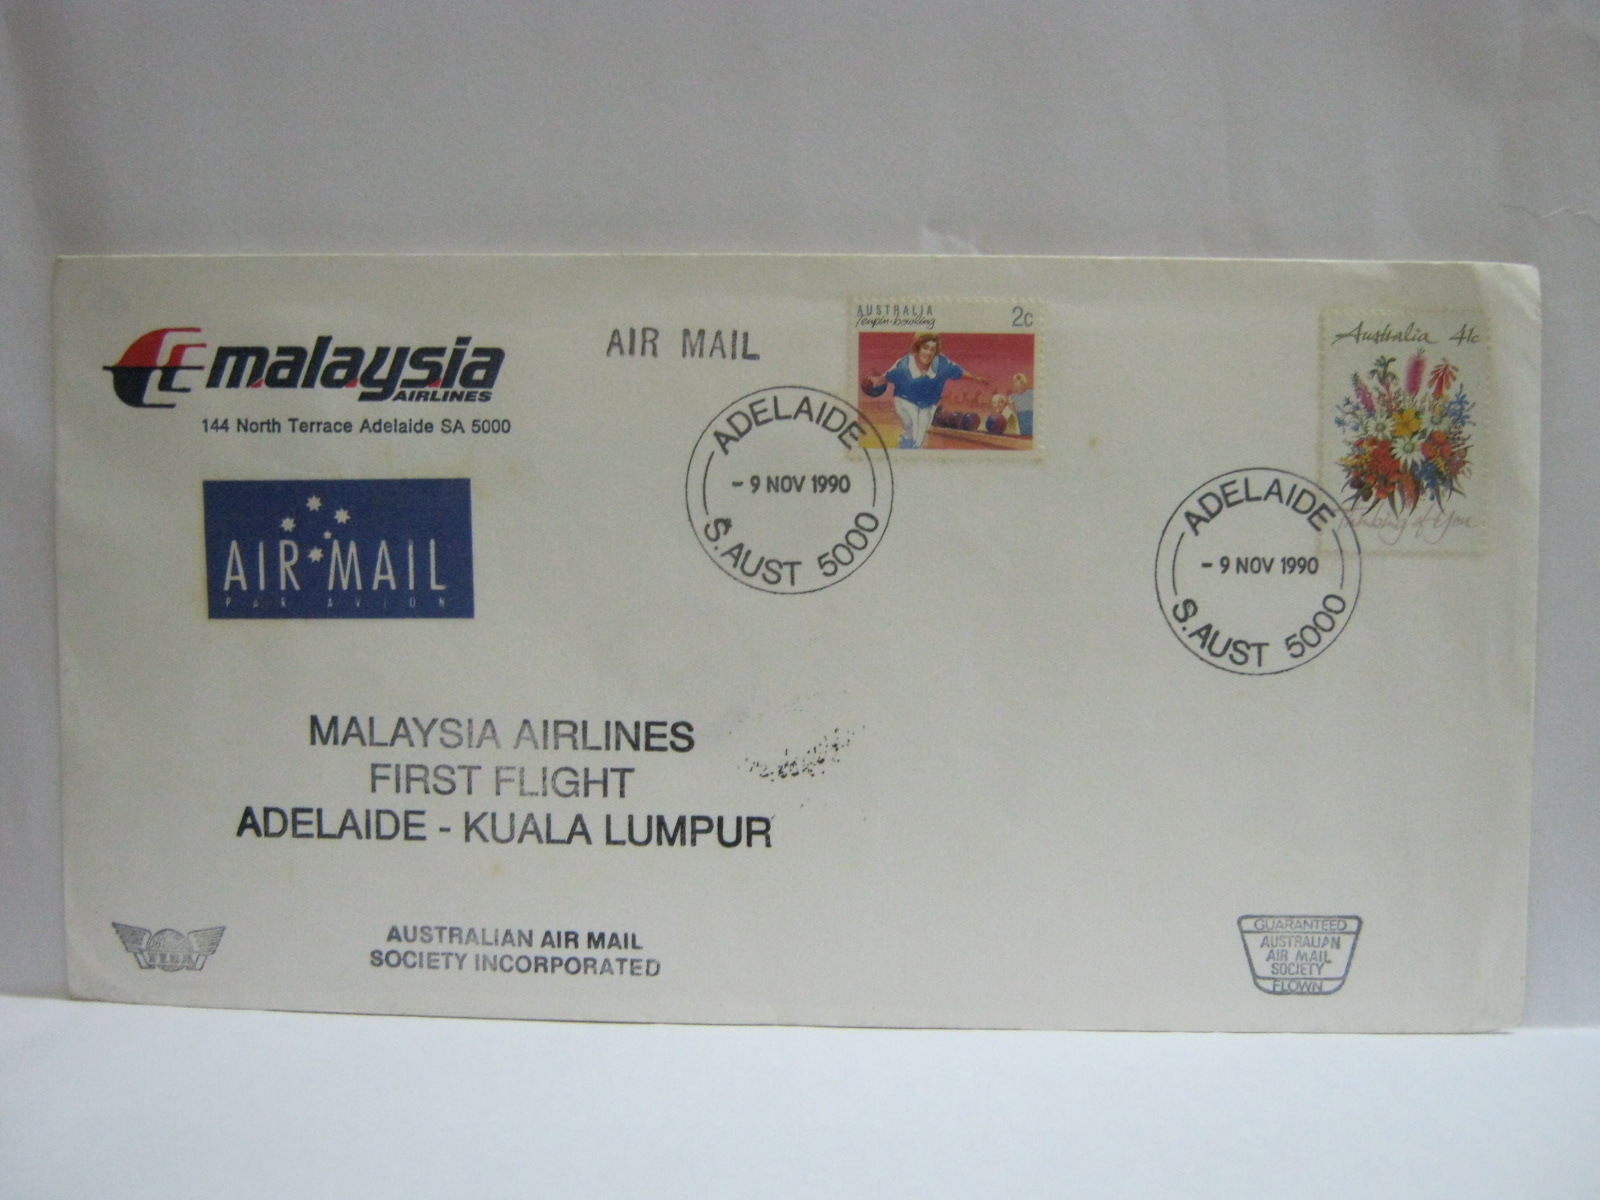 malaysia
AIRLINES
144 North Terrace Adelaide SA 5000
AIR MAIL
AUSTRALIA 2c
Tenpin-bowling
Australia 41c
Thinking of You
ADELAIDE
- 9 NOV 1990
S. AUST 5000
ADELAIDE
- 9 NOV 1990
S. AUST 5000
AIR MAIL
PAR AVION
MALAYSIA AIRLINES
FIRST FLIGHT
ADELAIDE - KUALA LUMPUR
AUSTRALIAN AIR MAIL
SOCIETY INCORPORATED
GUARANTEED
AUSTRALIAN
AIR MAIL
SOCIETY
FLOWN